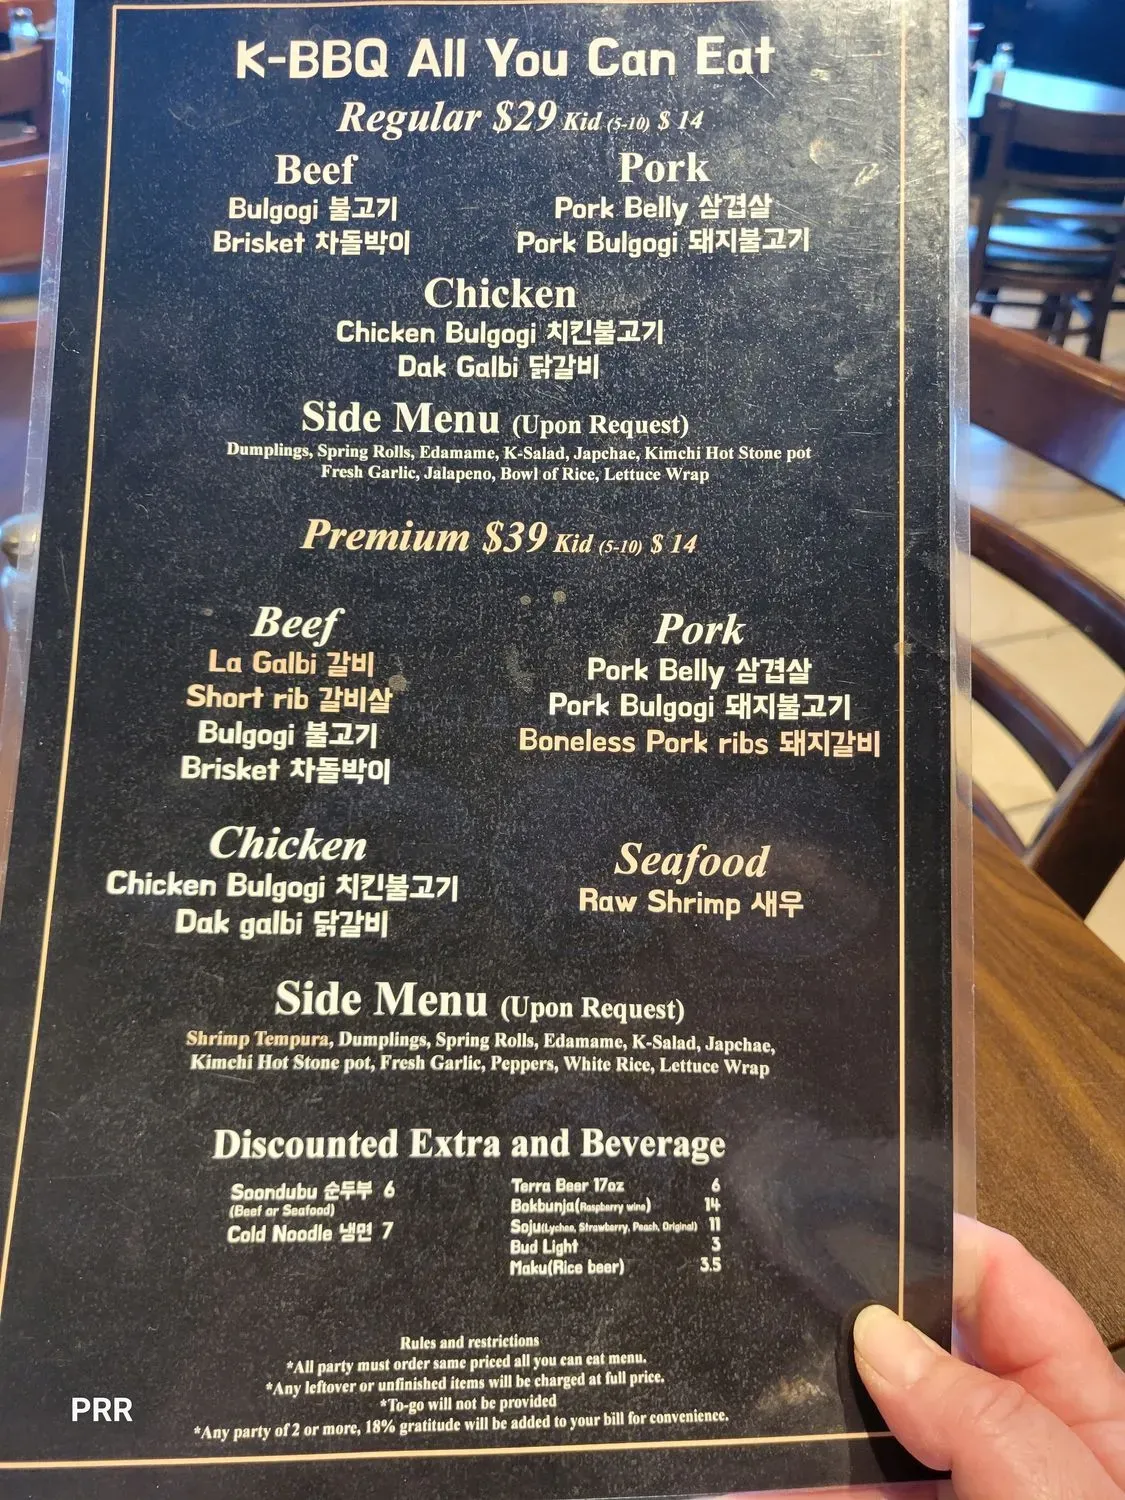 K-BBQ All You Can Eat
Regular $29 Kid (5-10) $ 14
Beef
Bulgogi 불고기
Brisket 차돌박이
Pork
Pork Belly 삼겹살
Pork Bulgogi 돼지불고기
Chicken
Chicken Bulgogi 치킨불고기
Dak Galbi 닭갈비
Side Menu (Upon Request)
Dumplings, Spring Rolls, Edamame, K-Salad, Japchae, Kimchi Hot Stone pot
Fresh Garlic, Jalapeno, Bowl of Rice, Lettuce Wrap
Premium $39 Kid (5-10) $ 14
Beef
La Galbi 갈비
Short rib 갈비살
Bulgogi 불고기
Brisket 차돌박이
Pork
Pork Belly 삼겹살
Pork Bulgogi 돼지불고기
Boneless Pork ribs 돼지갈비
Chicken
Chicken Bulgogi 치킨불고기
Dak galbi 닭갈비
Seafood
Raw Shrimp 새우
Side Menu (Upon Request)
Shrimp Tempura, Dumplings, Spring Rolls, Edamame, K-Salad, Japchae,
Kimchi Hot Stone pot, Fresh Garlic, Peppers, White Rice, Lettuce Wrap
Discounted Extra and Beverage
Soondubu 순두부 6
(Beef or Seafood)
Cold Noodle 냉면 7
Terra Beer 17oz 6
Bokbunja(Raspberry wine) 14
Soju(Lychee, Strawberry, Peach, Original) 11
Bud Light 3
Maku(Rice beer) 3.5
Rules and restrictions
*All party must order same priced all you can eat menu.
*Any leftover or unfinished items will be charged at full price.
*To-go will not be provided
*Any party of 2 or more, 18% gratitude will be added to your bill for convenience.
PRR